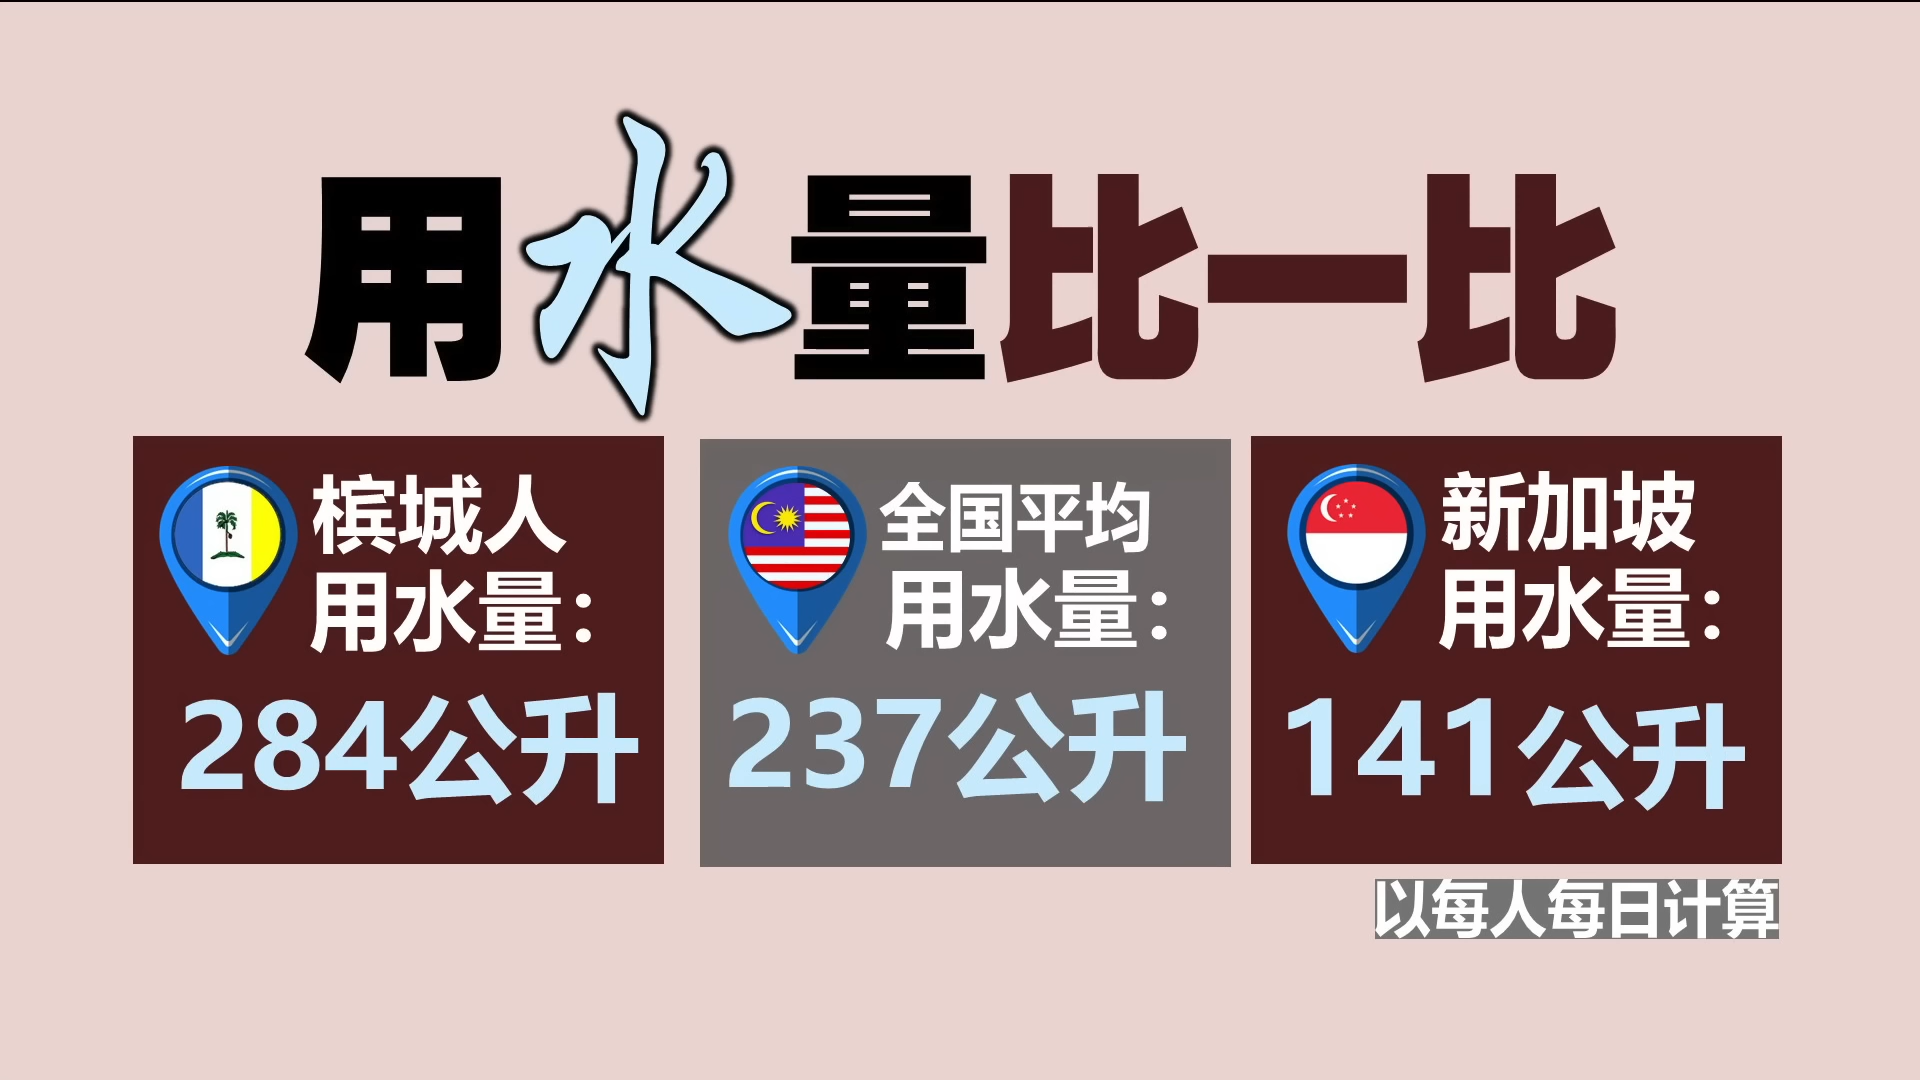 用水量比一比
槟城人
用水量：
284公升
全国平均
用水量：
237公升
新加坡
用水量：
141公升
以每人每日计算